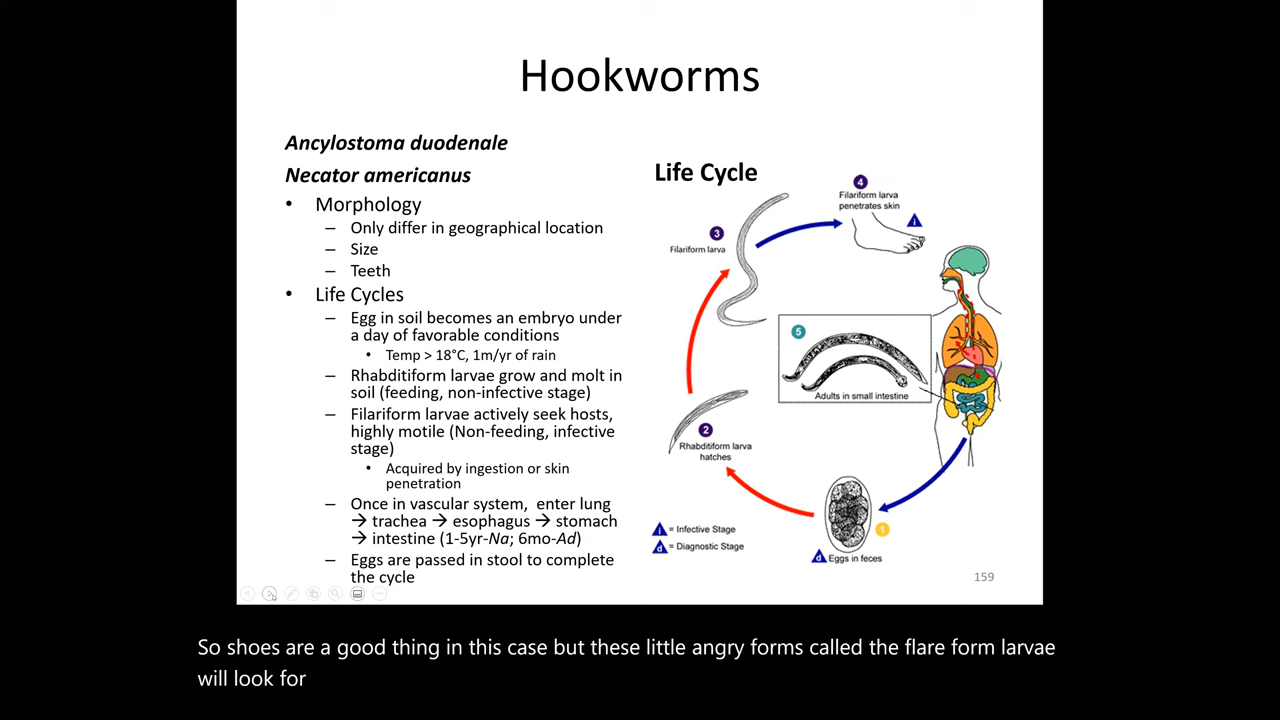 Hookworms
Ancylostoma duodenale
Necator americanus
• Morphology
– Only differ in geographical location
– Size
– Teeth
• Life Cycles
– Egg in soil becomes an embryo under
a day of favorable conditions
• Temp > 18°C, 1m/yr of rain
– Rhabditiform larvae grow and molt in
soil (feeding, non-infective stage)
– Filariform larvae actively seek hosts,
highly motile (Non-feeding, infective
stage)
• Acquired by ingestion or skin
penetration
– Once in vascular system, enter lung
→ trachea → esophagus → stomach
→ intestine (1-5yr-Na; 6mo-Ad)
– Eggs are passed in stool to complete
the cycle
Life Cycle
4
Filariform larva
penetrates skin
i
3
Filariform larva
5
Adults in small intestine
2
Rhabditiform larva
hatches
1
i = Infective Stage
d = Diagnostic Stage
d Eggs in feces
159
So shoes are a good thing in this case but these little angry forms called the flare form larvae
will look for